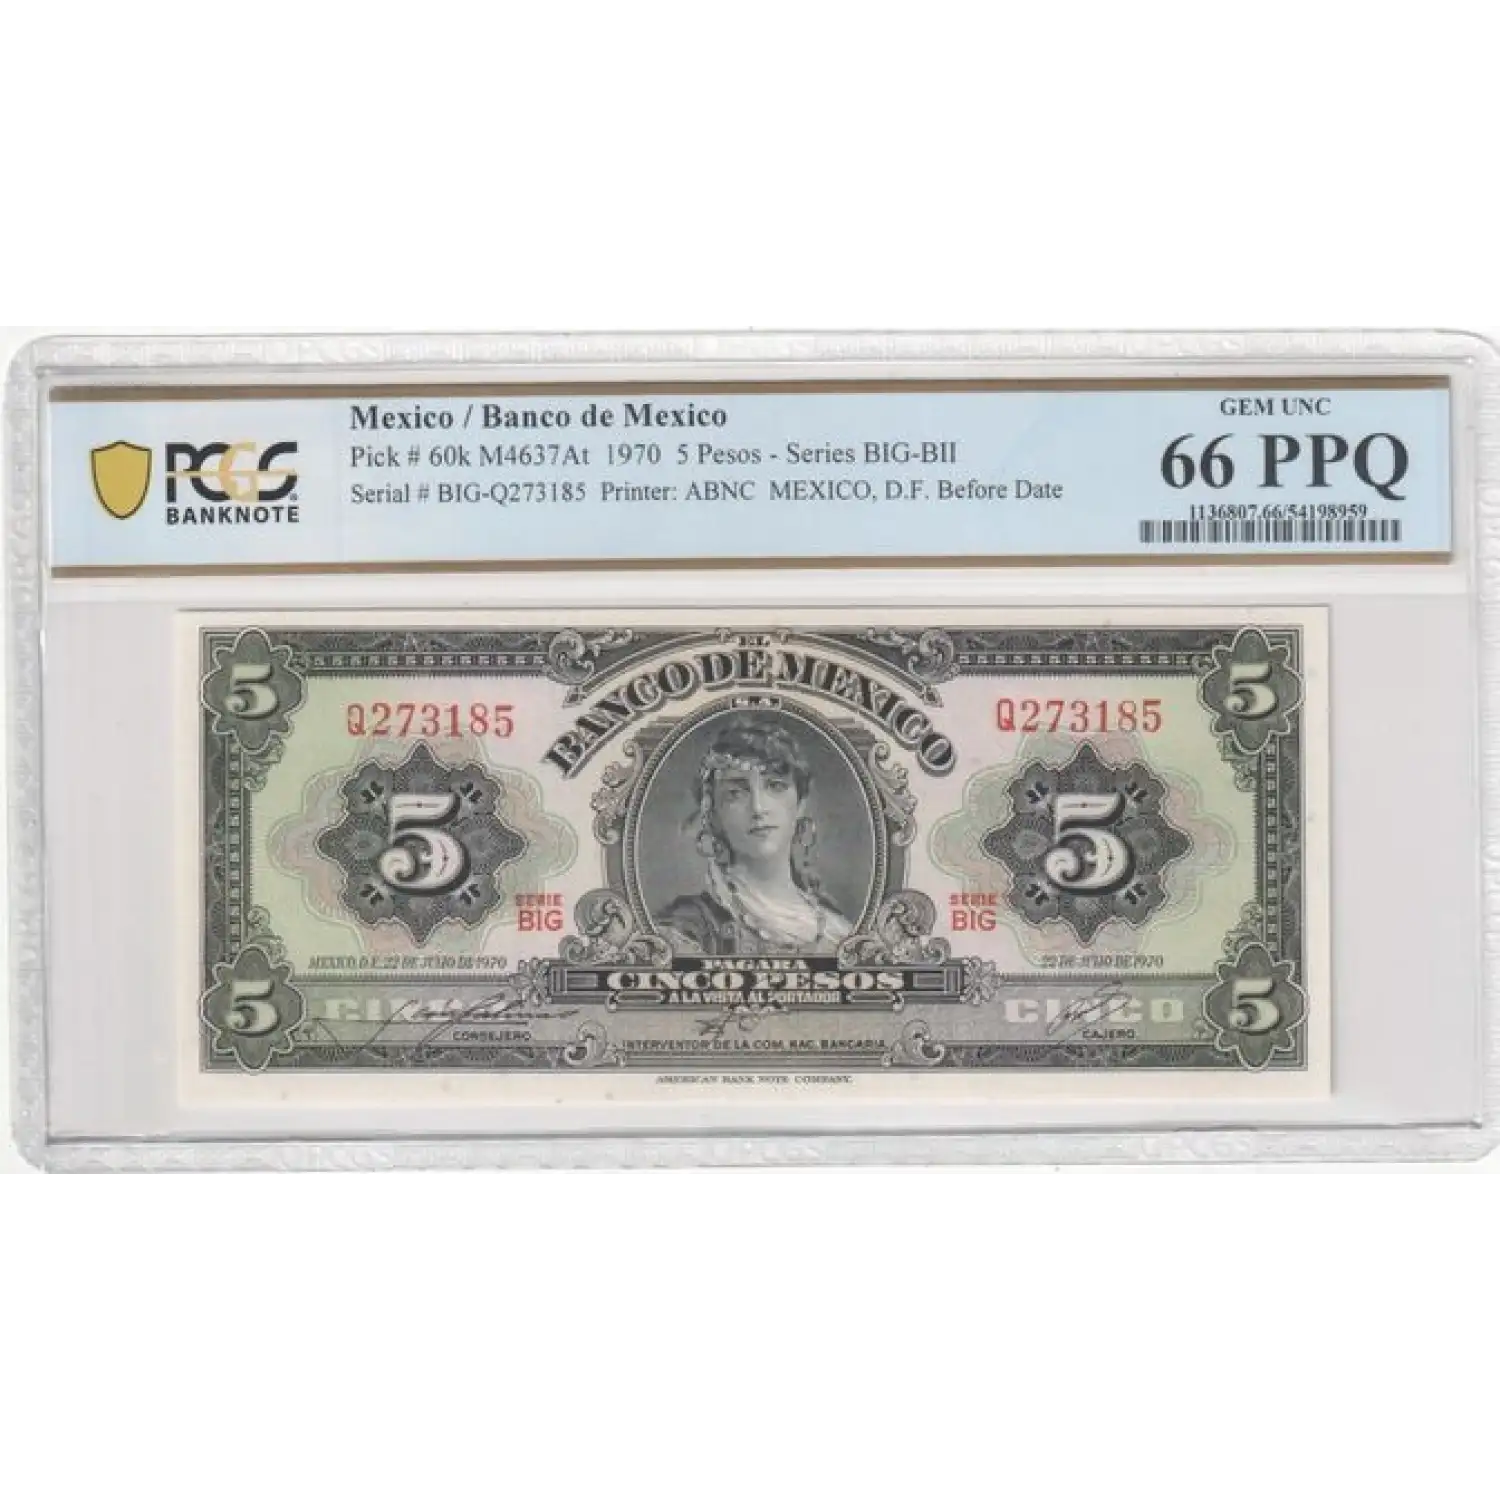 Mexico / Banco de Mexico
Pick # 60k M4637At 1970 5 Pesos - Series BIG-BII
Serial # BIG-Q273185 Printer: ABNC MEXICO, D.F. Before Date
PCGS
BANKNOTE
GEM UNC
66 PPQ
1136807.66/54198959
EL
BANCO DE MEXICO
S.A.
5
5
Q273185
Q273185
5
5
SERIE
BIG
SERIE
BIG
MEXICO D.F. 22 DE JULIO DE 1970
22 DE JULIO DE 1970
PAGARA
CINCO PESOS
A LA VISTA AL PORTADOR
5
CINCO
CINCO
5
CONSEJERO
CAJERO
INTERVENTOR DE LA COM. NAC. BANCARIA
AMERICAN BANK NOTE COMPANY.